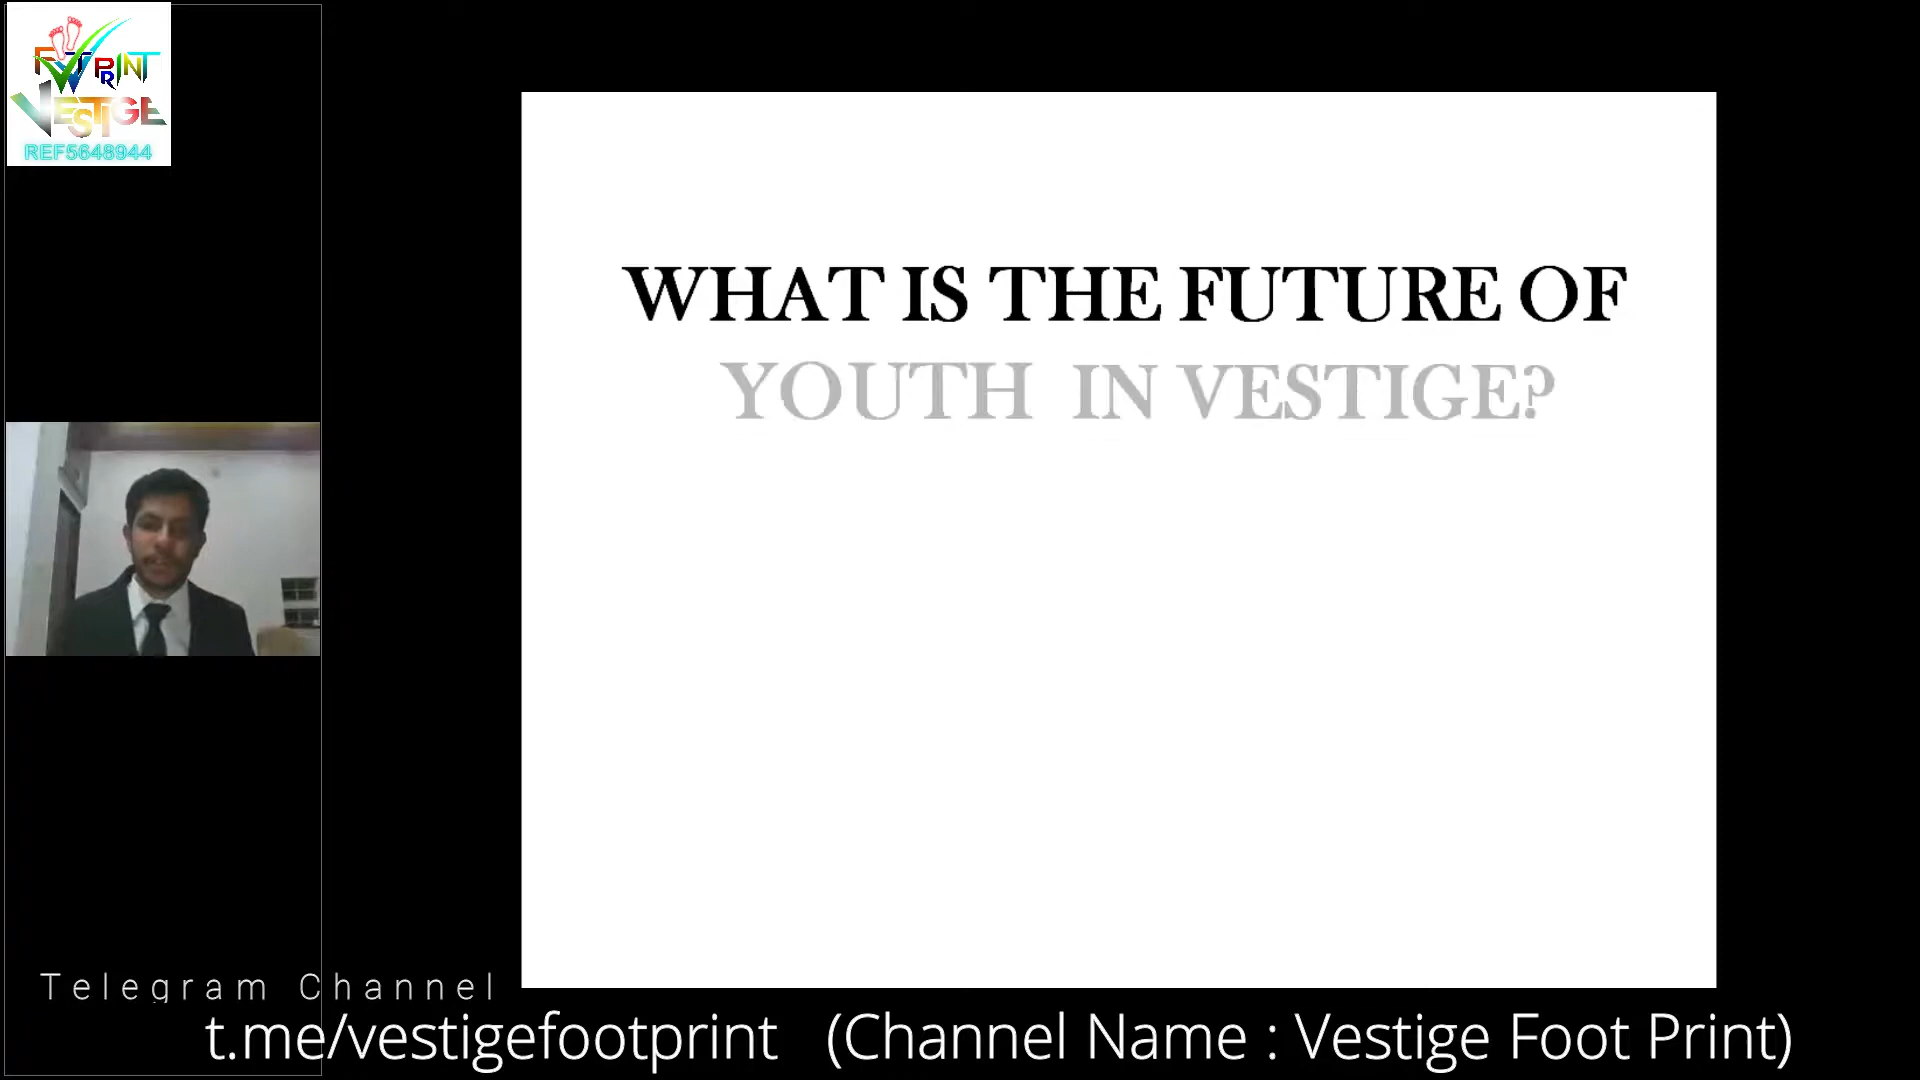 FOOTPRINT
VESTIGE
REF5648944
WHAT IS THE FUTURE OF
YOUTH IN VESTIGE?
Telegram Channel
t.me/vestigefootprint (Channel Name : Vestige Foot Print)